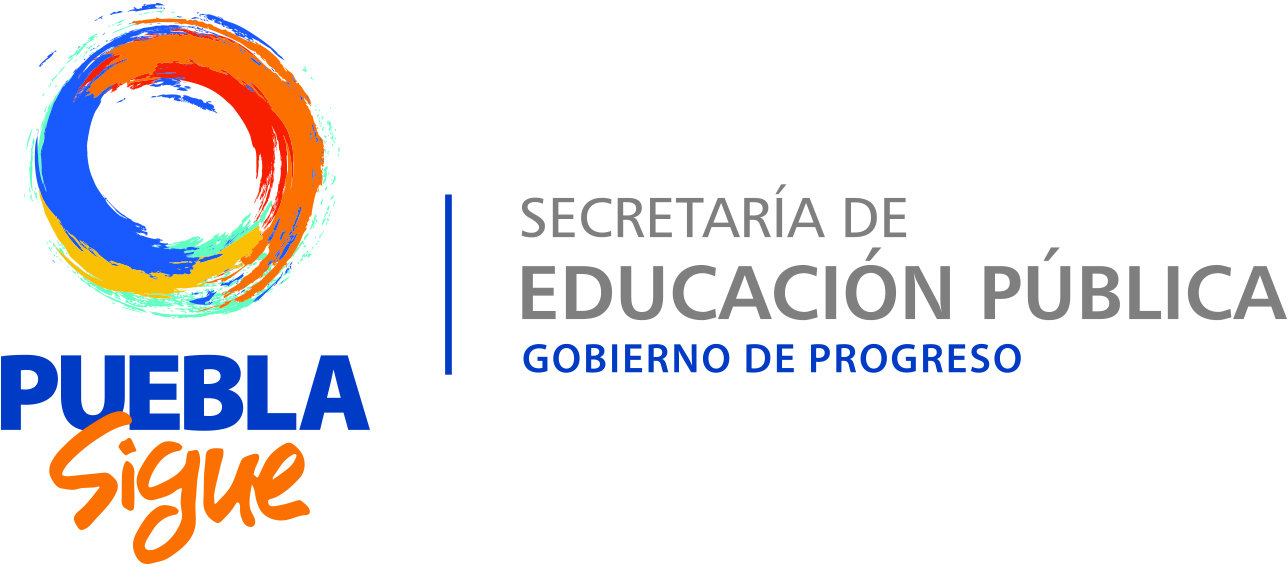 PUEBLA
Sigue
SECRETARÍA DE
EDUCACIÓN PÚBLICA
GOBIERNO DE PROGRESO